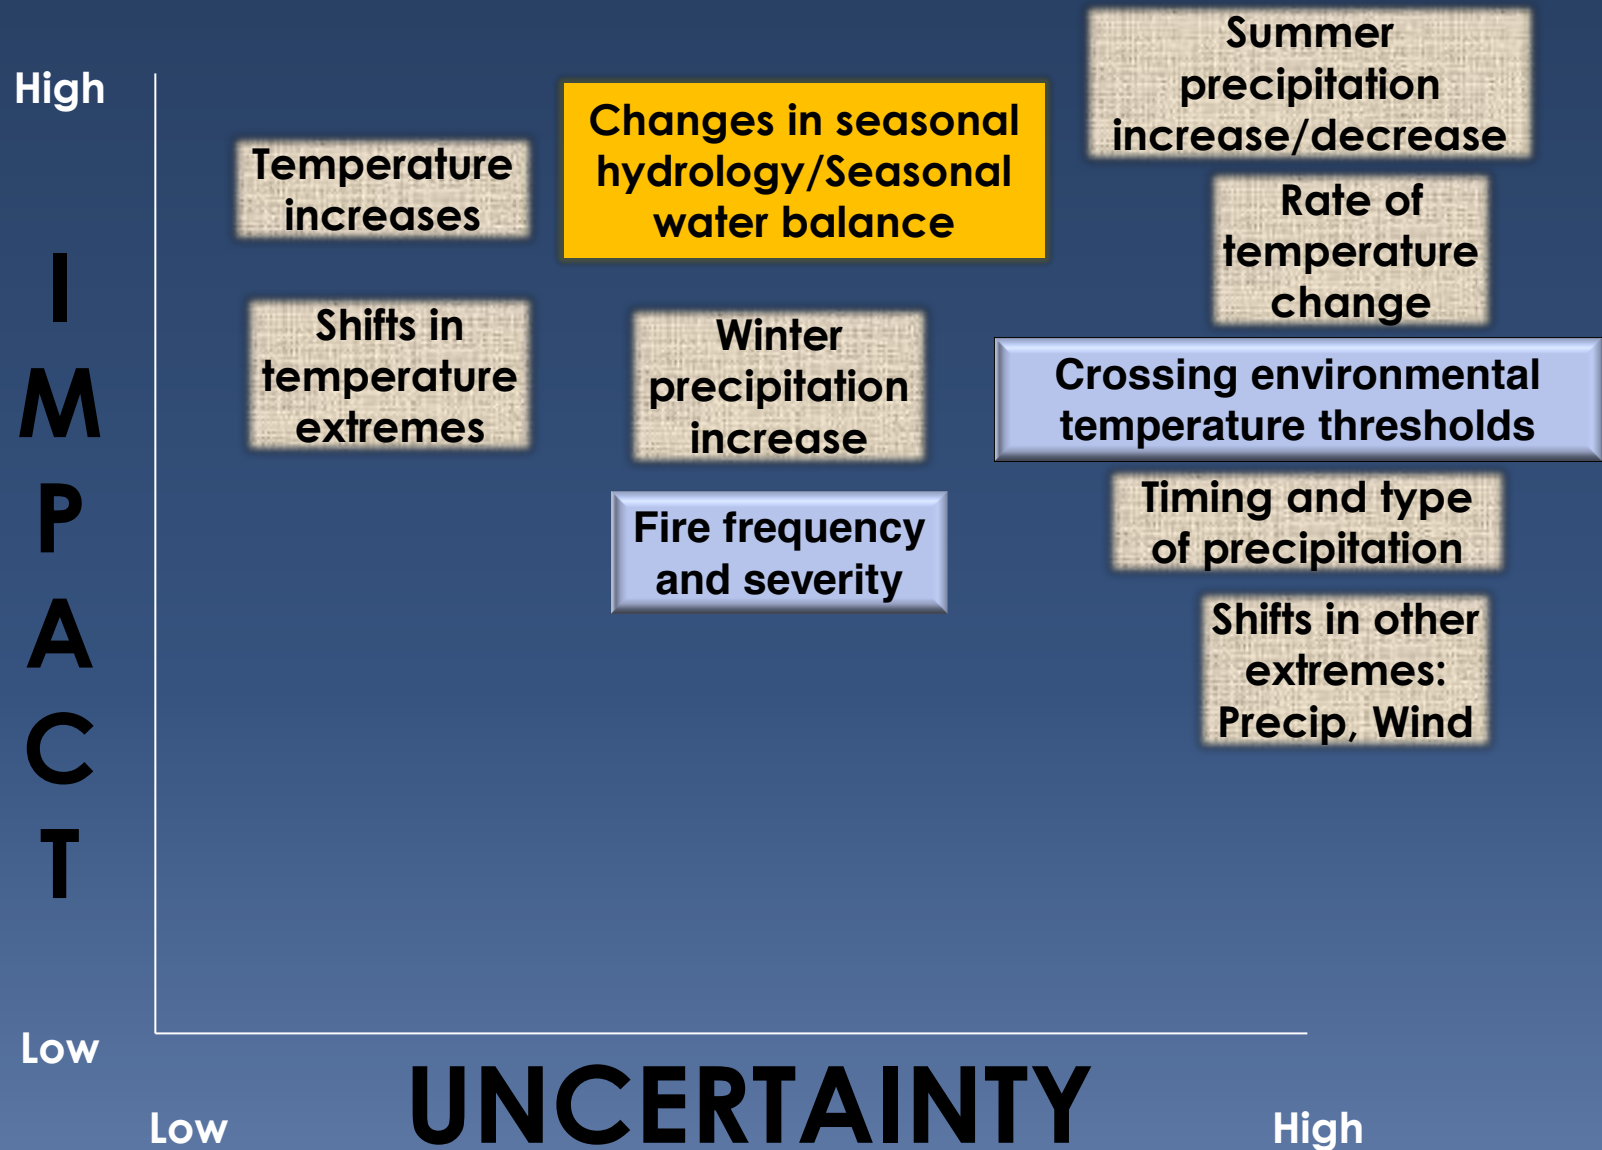 High
I
M
P
A
C
T
Low
Temperature
increases
Shifts in
temperature
extremes
Changes in seasonal
hydrology/Seasonal
water balance
Winter
precipitation
increase
Fire frequency
and severity
Summer
precipitation
increase/decrease
Rate of
temperature
change
Crossing environmental
temperature thresholds
Timing and type
of precipitation
Shifts in other
extremes:
Precip, Wind
Low
UNCERTAINTY
High